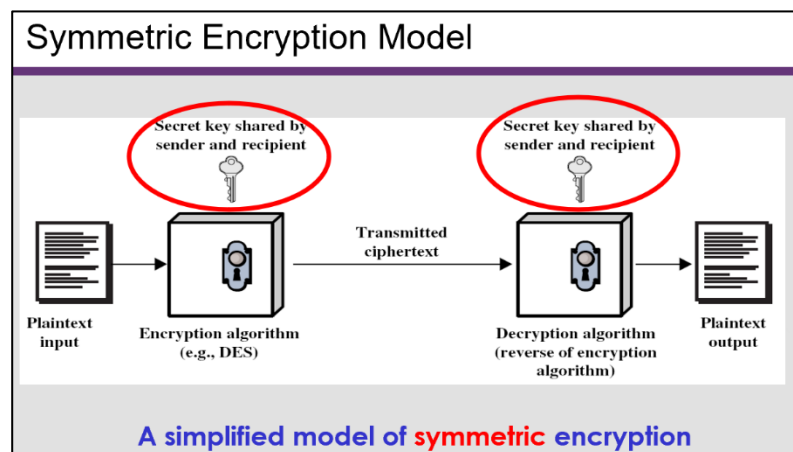 Symmetric Encryption Model
Secret key shared by
sender and recipient
Secret key shared by
sender and recipient
Transmitted
ciphertext
Plaintext
input
Encryption algorithm
(e.g., DES)
Decryption algorithm
(reverse of encryption
algorithm)
Plaintext
output
A simplified model of symmetric encryption